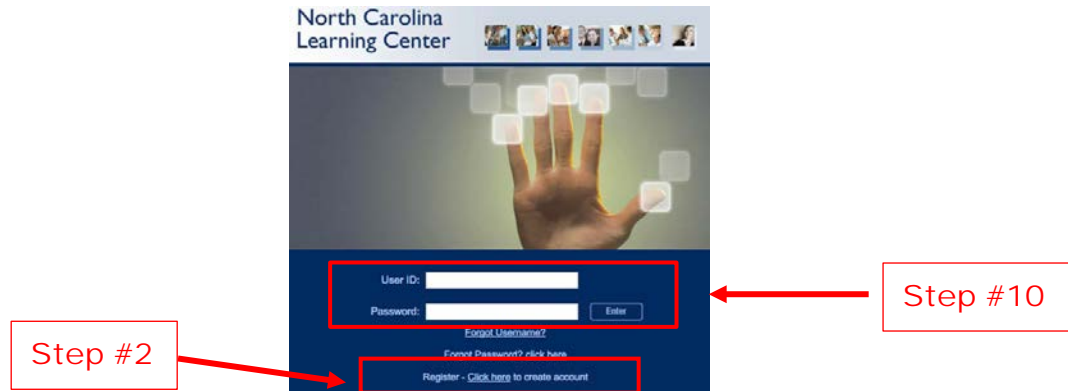 North Carolina
Learning Center
User ID:
Step #10
Password:
Enter
Forgot Username?
Step #2
Forgot Password? click here
Register - Click here to create account